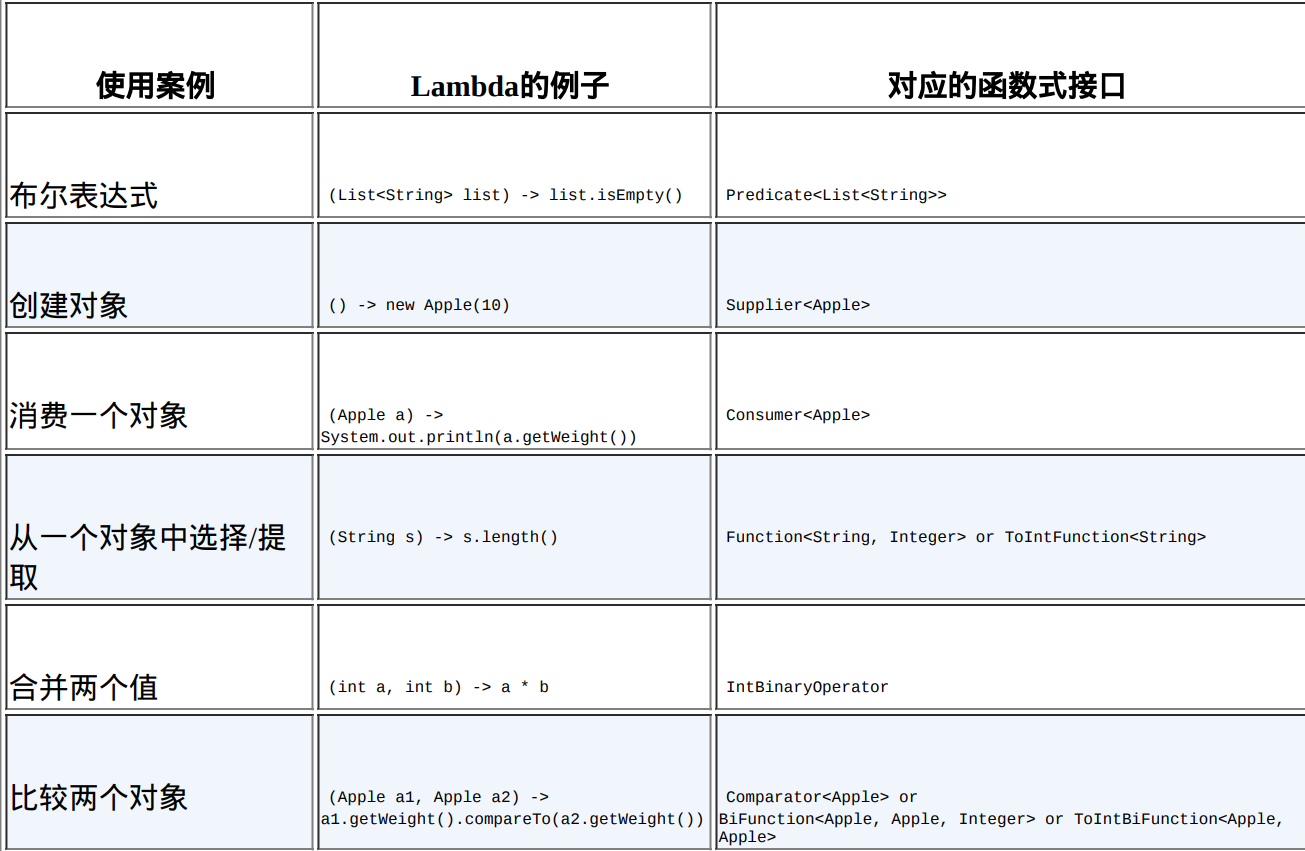 使用案例 Lambda的例子 对应的函数式接口
布尔表达式 (List<String> list) -> list.isEmpty() Predicate<List<String>>
创建对象 () -> new Apple(10) Supplier<Apple>
消费一个对象 (Apple a) -> Consumer<Apple>
System.out.println(a.getWeight())
从一个对象中选择/提 (String s) -> s.length() Function<String, Integer> or ToIntFunction<String>
取
合并两个值 (int a, int b) -> a * b IntBinaryOperator
比较两个对象 (Apple a1, Apple a2) -> Comparator<Apple> or
a1.getWeight().compareTo(a2.getWeight()) BiFunction<Apple, Apple, Integer> or ToIntBiFunction<Apple,
Apple>